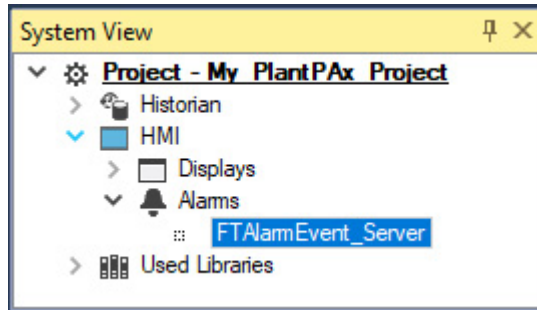 System View
Project - My_PlantPAx_Project
Historian
HMI
Displays
Alarms
FTAlarmEvent_Server
Used Libraries